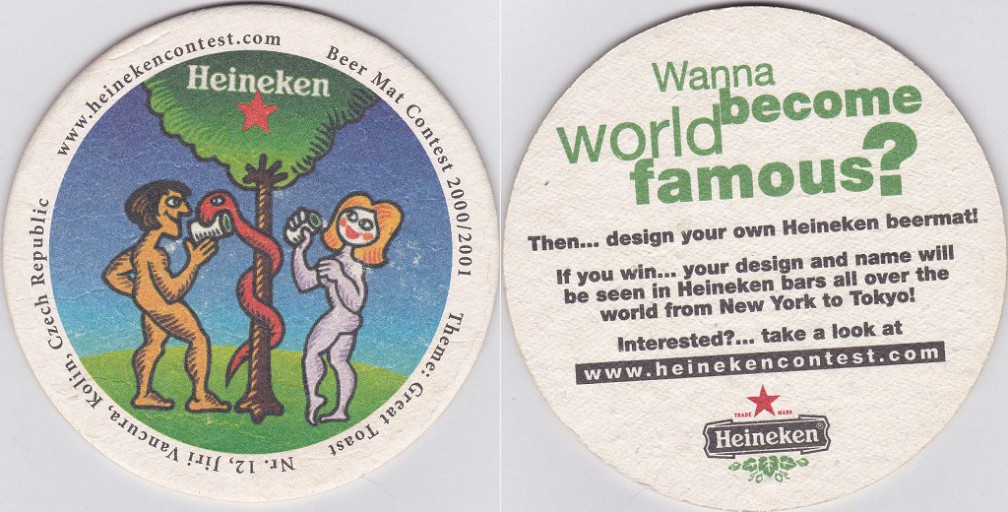 www.heinekencontest.com
Beer Mat Contest 2000/2001
Theme: Great Toast
Nr. 12, Jiri Vancura, Kolin, Czech Republic
Heineken
Wanna
become
world
famous?
Then... design your own Heineken beermat!
If you win... your design and name will
be seen in Heineken bars all over the
world from New York to Tokyo!
Interested?... take a look at
www.heinekencontest.com
TRADE MARK
Heineken®